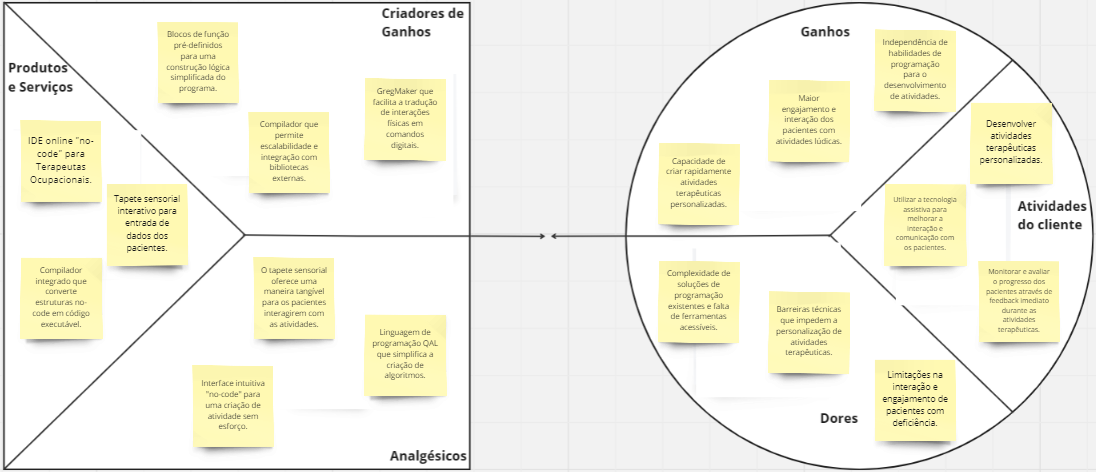 Criadores de
Ganhos
Blocos de função
pré-definidos
para uma
construção lógica
simplificada do
programa.
GregMaker que
facilita a tradução
de interações
físicas em
comandos
digitais.
Compilador que
permite
escalabilidade e
integração com
bibliotecas
externas.
Produtos
e Serviços
IDE online "no-
code" para
Terapeutas
Ocupacionais.
Tapete sensorial
interativo para
entrada de
dados dos
pacientes.
Compilador
integrado que
converte
estruturas no-
code em código
executável.
O tapete sensorial
oferece uma
maneira tangível
para os pacientes
interagirem com
as atividades.
Linguagem de
programação QAL
que simplifica a
criação de
algoritmos.
Interface intuitiva
"no-code" para
uma criação de
atividade sem
esforço.
Analgésicos
Ganhos
Independência de
habilidades de
programação
para o
desenvolvimento
de atividades.
Maior
engajamento e
interação dos
pacientes com
atividades lúdicas.
Capacidade de
criar rapidamente
atividades
terapêuticas
personalizadas.
Desenvolver
atividades
terapêuticas
personalizadas.
Atividades
do cliente
Utilizar a tecnologia
assistiva para
melhorar a
interação e
comunicação com
os pacientes.
Monitorar e avaliar
o progresso dos
pacientes através de
feedback imediato
durante as
atividades
terapêuticas.
Complexidade de
soluções de
programação
existentes e falta
de ferramentas
acessíveis.
Barreiras técnicas
que impedem a
personalização de
atividades
terapêuticas.
Limitações na
interação e
engajamento de
pacientes com
deficiência.
Dores